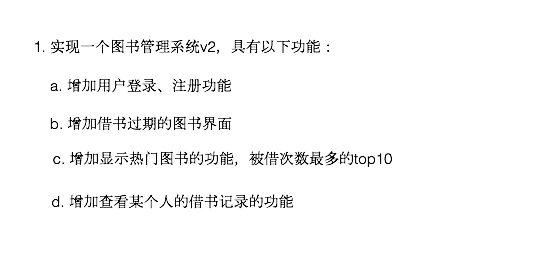 1. 实现一个图书管理系统v2，具有以下功能：
a. 增加用户登录、注册功能
b. 增加借书过期的图书界面
c. 增加显示热门图书的功能，被借次数最多的top10
d. 增加查看某个人的借书记录的功能